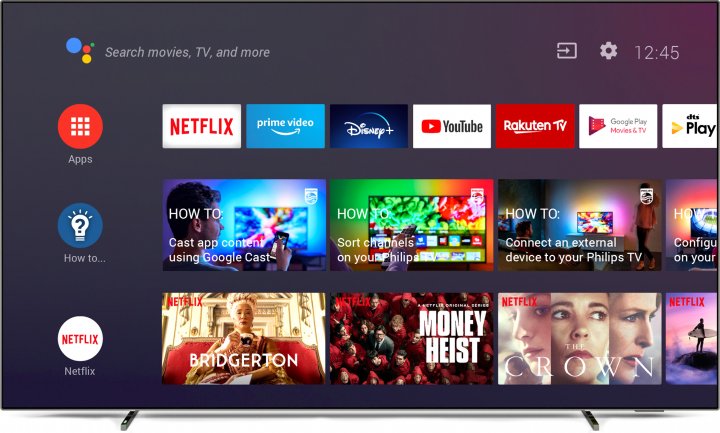 Search movies, TV, and more
12:45
Apps
NETFLIX
prime video
Disney+
YouTube
Rakuten TV
Google Play
Movies & TV
dts
Play
How to...
HOW TO:
Cast app content
using Google Cast
HOW TO:
Sort channels
on your Philips TV
HOW TO:
Connect an external
device to your Philips TV
HOW
Configu
on your
NETFLIX
Netflix
NETFLIX
BRIDGERTON
NETFLIX
A NETFLIX ORIGINAL SERIES
MONEY
HEIST
NETFLIX
THE
CROWN
NETFLIX